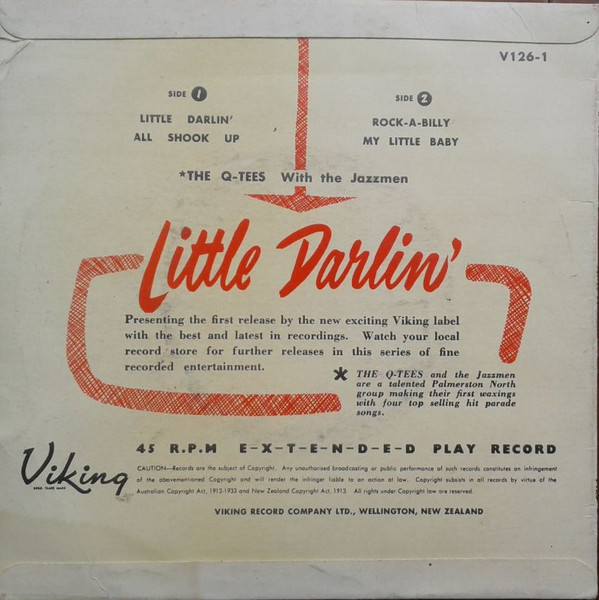 V126-1
SIDE 1
LITTLE DARLIN'
ALL SHOOK UP
SIDE 2
ROCK-A-BILLY
MY LITTLE BABY
*THE Q-TEES With the Jazzmen
Little Darlin'
Presenting the first release by the new exciting Viking label
with the best and latest in recordings. Watch your local
record store for further releases in this series of fine
recorded entertainment.
* THE Q-TEES and the Jazzmen
are a talented Palmerston North
group making their first waxings
with four top selling hit parade
songs.
Viking
REGD. TRADE MARK
45 R.P.M E-X-T-E-N-D-E-D PLAY RECORD
CAUTION—Records are the subject of Copyright. Any unauthorised broadcasting or public performance of such records constitutes an infringement
of the abovementioned Copyright and will render the infringer liable to an action at law. Copyright subsists in all records by virtue of the
Australian Copyright Act, 1912-1933 and New Zealand Copyright Act, 1913. All rights under Copyright law are reserved.
VIKING RECORD COMPANY LTD., WELLINGTON, NEW ZEALAND